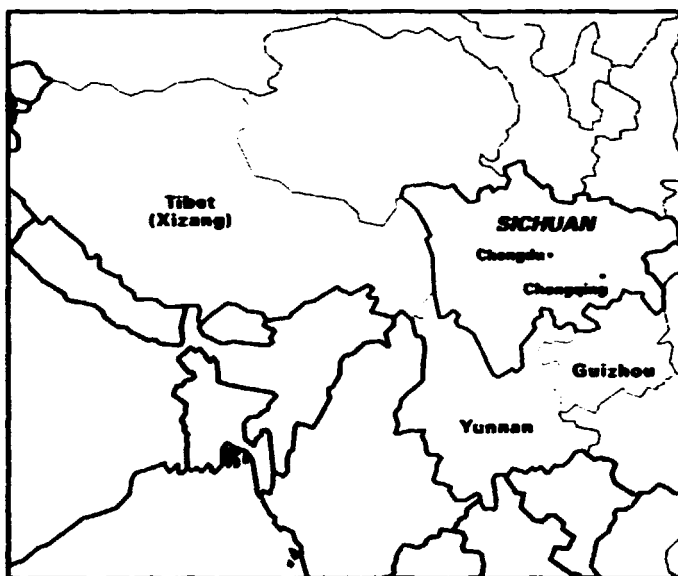 Tibet
(Xizang)
SICHUAN
Chengdu
Chongqing
Guizhou
Yunnan